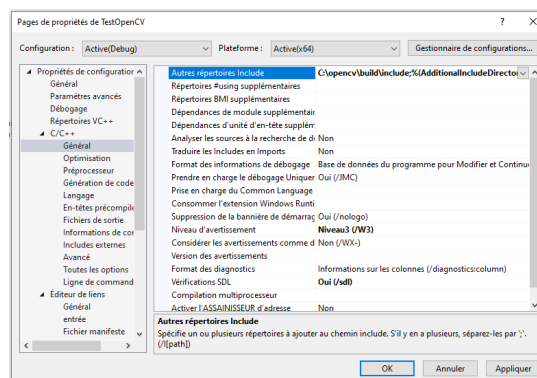 Pages de propriétés de TestOpenCV
Configuration : Active(Debug) Plateforme : Active(x64) Gestionnaire de configurations...
Propriétés de configuration
Général
Paramètres avancés
Débogage
Répertoires VC++
C/C++
Général
Optimisation
Préprocesseur
Génération de code
Langage
En-têtes précompile
Fichiers de sortie
Informations de cor
Includes externes
Avancé
Toutes les options
Ligne de command
Éditeur de liens
Général
entrée
Fichier manifeste
Autres répertoires Include C:\opencv\build\include;%(AdditionalIncludeDirector
Répertoires #using supplémentaires
Répertoires BMI supplémentaires
Dépendances de module supplémentair
Dépendances d'unité d'en-tête supplém
Analyser les sources à la recherche de d Non
Traduire les Includes en Imports Non
Format des informations de débogage Base de données du programme pour Modifier et Continu
Prendre en charge le débogage Uniquer Oui (/JMC)
Prise en charge du Common Language
Consommer l'extension Windows Runti
Suppression de la bannière de démarrag Oui (/nologo)
Niveau d'avertissement Niveau3 (/W3)
Considérer les avertissements comme d Non (/WX-)
Version des avertissements
Format des diagnostics Informations sur les colonnes (/diagnostics:column)
Vérifications SDL Oui (/sdl)
Compilation multiprocesseur
Activer l'ASSAINISSEUR d'adresse Non
Autres répertoires Include
Spécifie un ou plusieurs répertoires à ajouter au chemin include. S'il y en a plusieurs, séparez-les par ';'.
(/I[path])
OK Annuler Appliquer